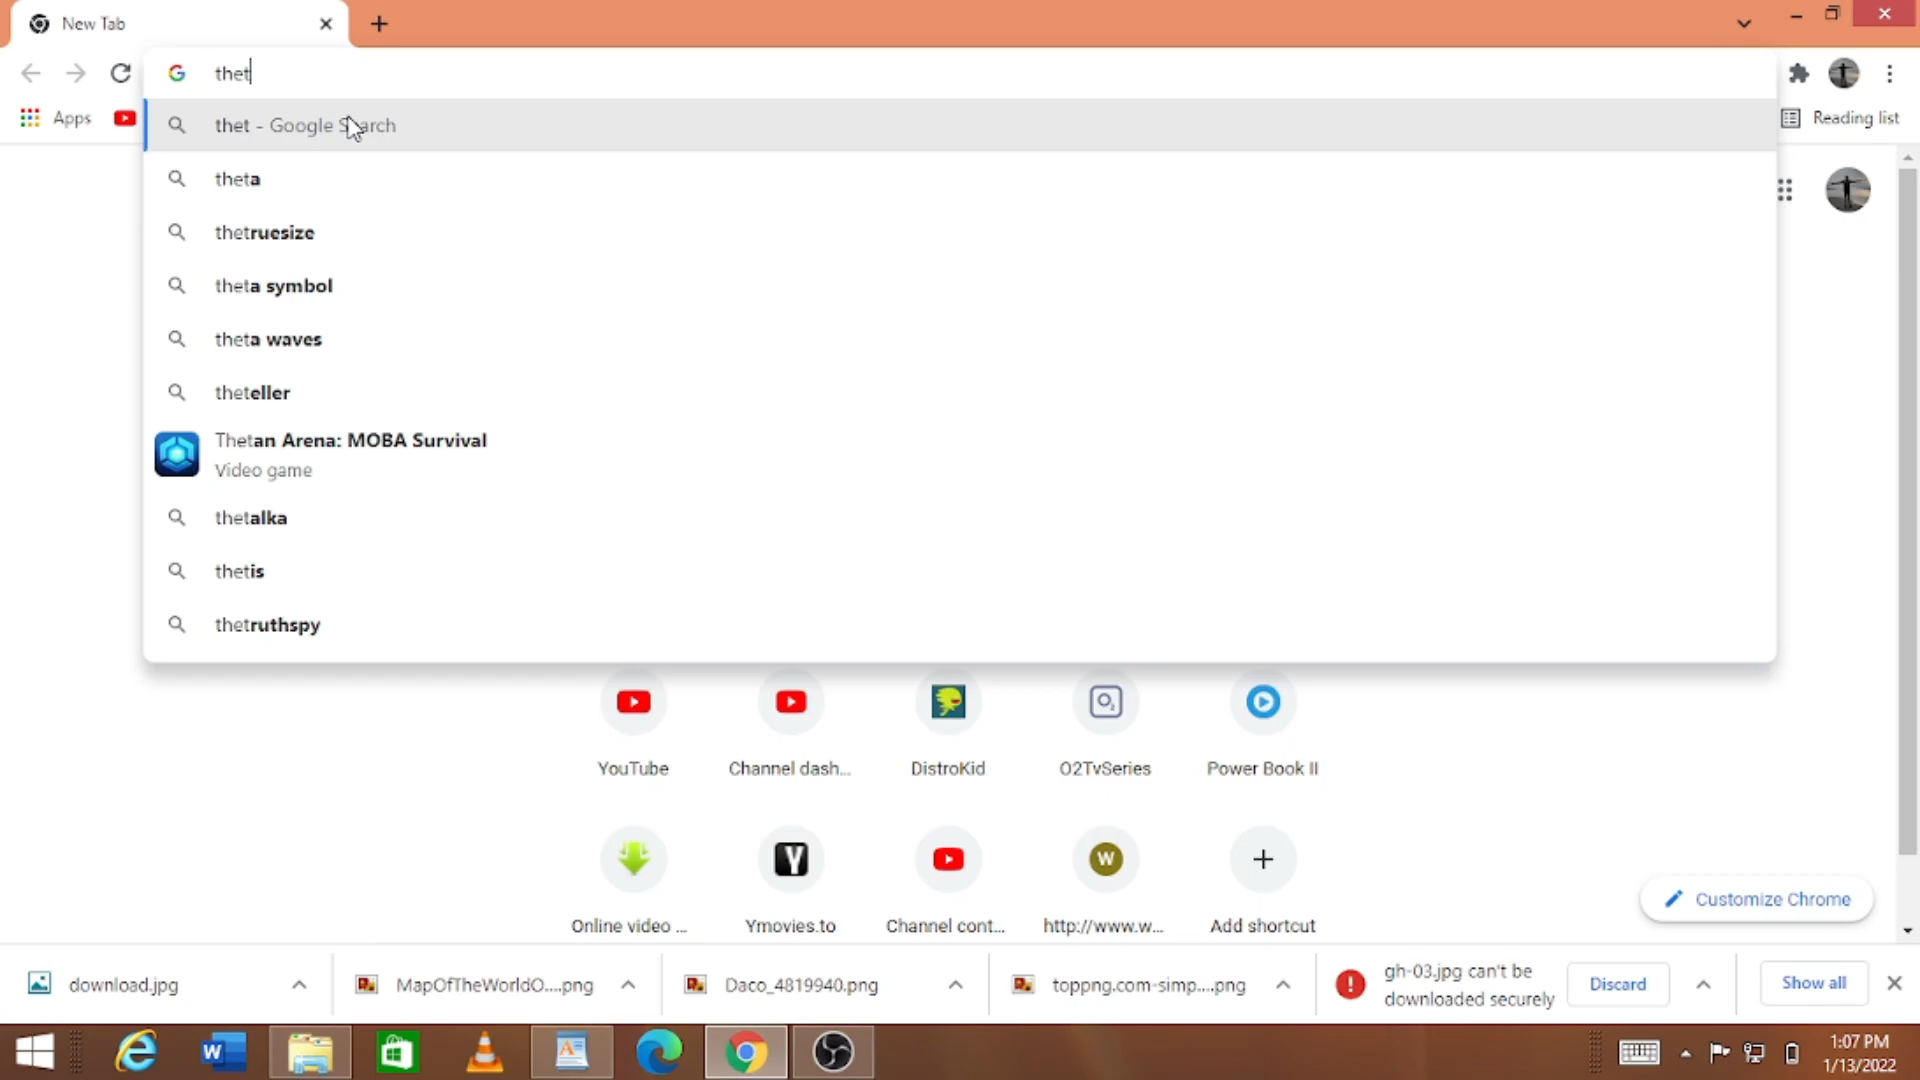 New Tab
thet
Apps
Reading list
thet - Google Search
theta
thetruesize
theta symbol
theta waves
theteller
Thetan Arena: MOBA Survival
Video game
thetalka
thetis
thetruthspy
YouTube
Channel dash...
DistroKid
O2TvSeries
Power Book II
W
Online video ...
Ymovies.to
Channel cont...
http://www.w...
Add shortcut
Customize Chrome
download.jpg
MapOfTheWorldO....png
Daco_4819940.png
toppng.com-simp....png
gh-03.jpg can't be
downloaded securely
Discard
Show all
1:07 PM
1/13/2022